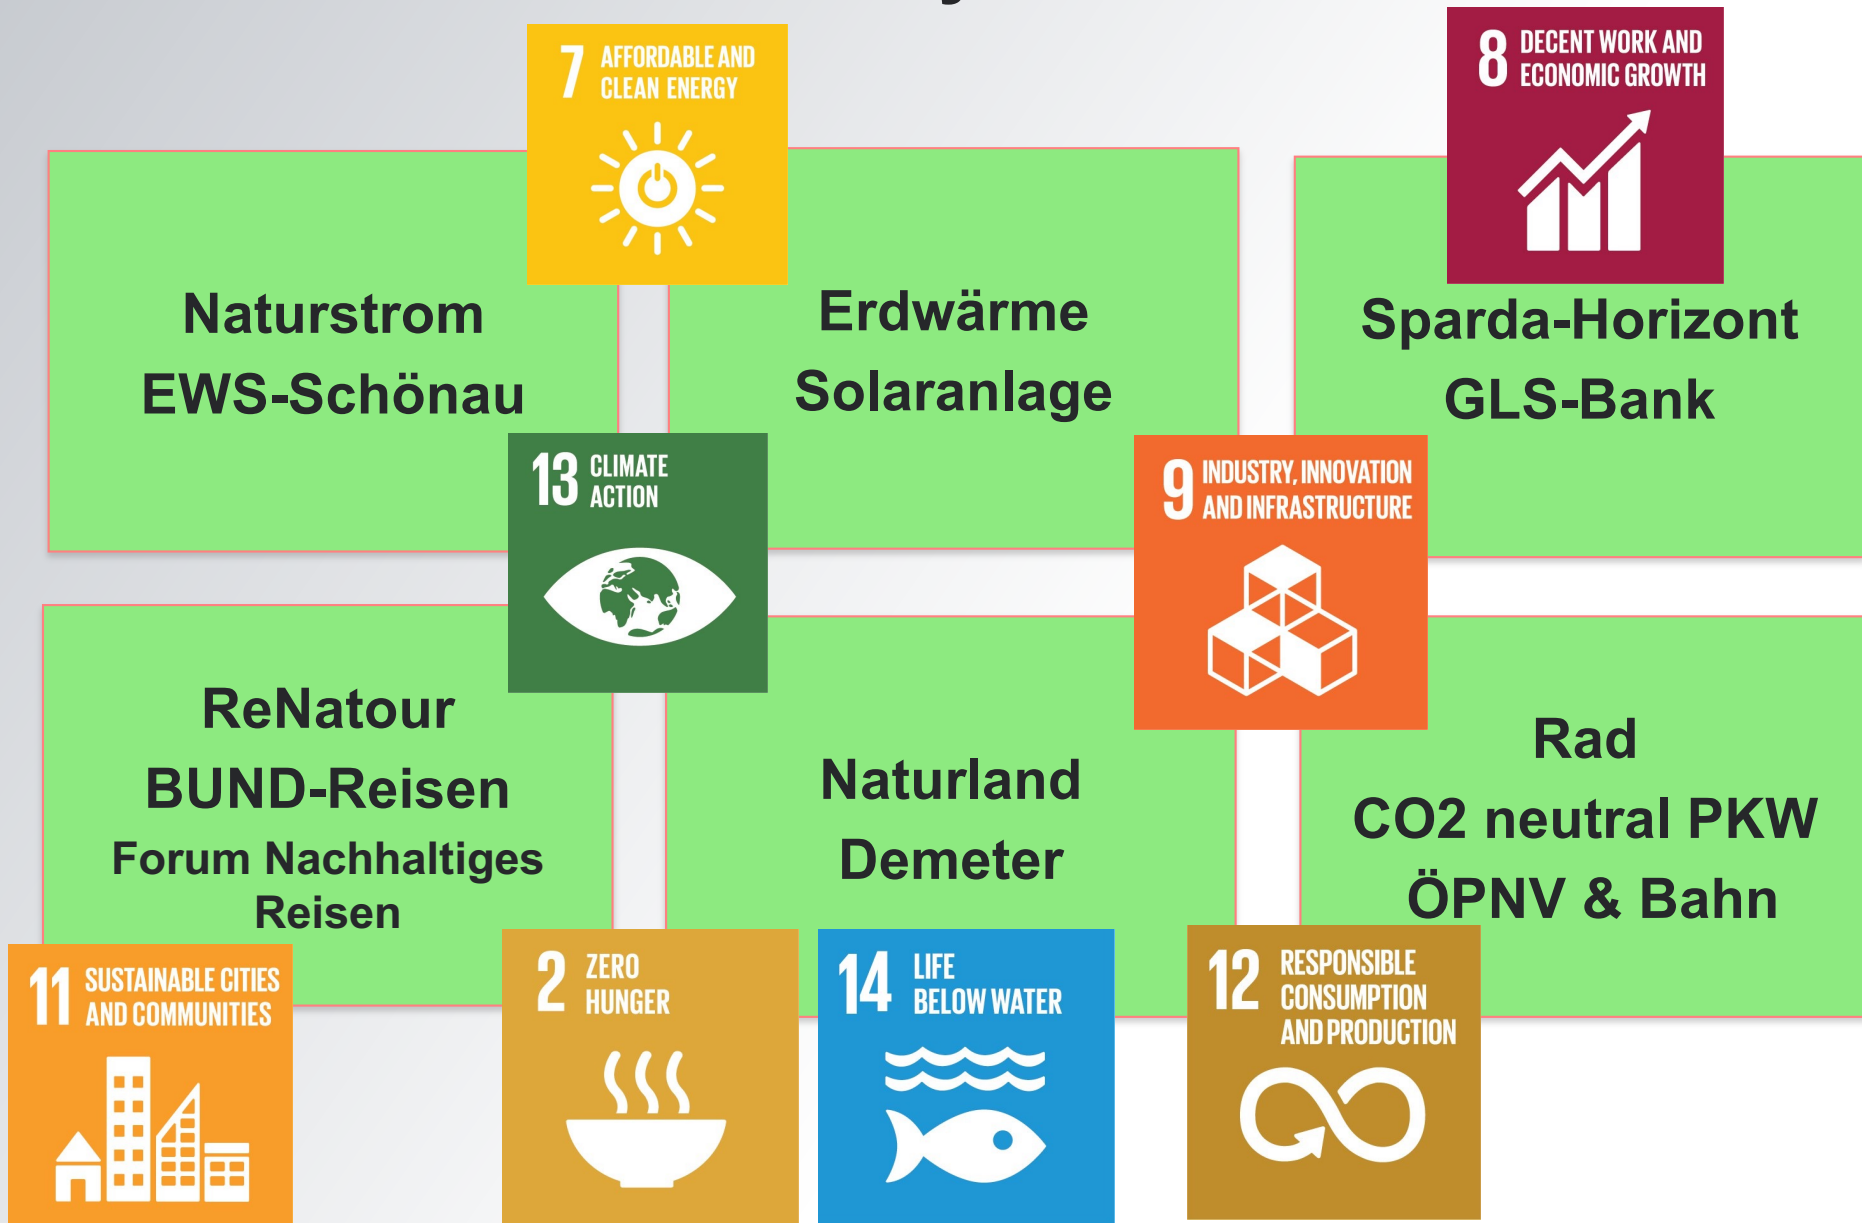 7 AFFORDABLE AND
CLEAN ENERGY
8 DECENT WORK AND
ECONOMIC GROWTH
Naturstrom
EWS-Schönau
Erdwärme
Solaranlage
Sparda-Horizont
GLS-Bank
13 CLIMATE
ACTION
9 INDUSTRY, INNOVATION
AND INFRASTRUCTURE
ReNatour
BUND-Reisen
Forum Nachhaltiges
Reisen
Naturland
Demeter
Rad
CO2 neutral PKW
ÖPNV & Bahn
11 SUSTAINABLE CITIES
AND COMMUNITIES
2 ZERO
HUNGER
14 LIFE
BELOW WATER
12 RESPONSIBLE
CONSUMPTION
AND PRODUCTION